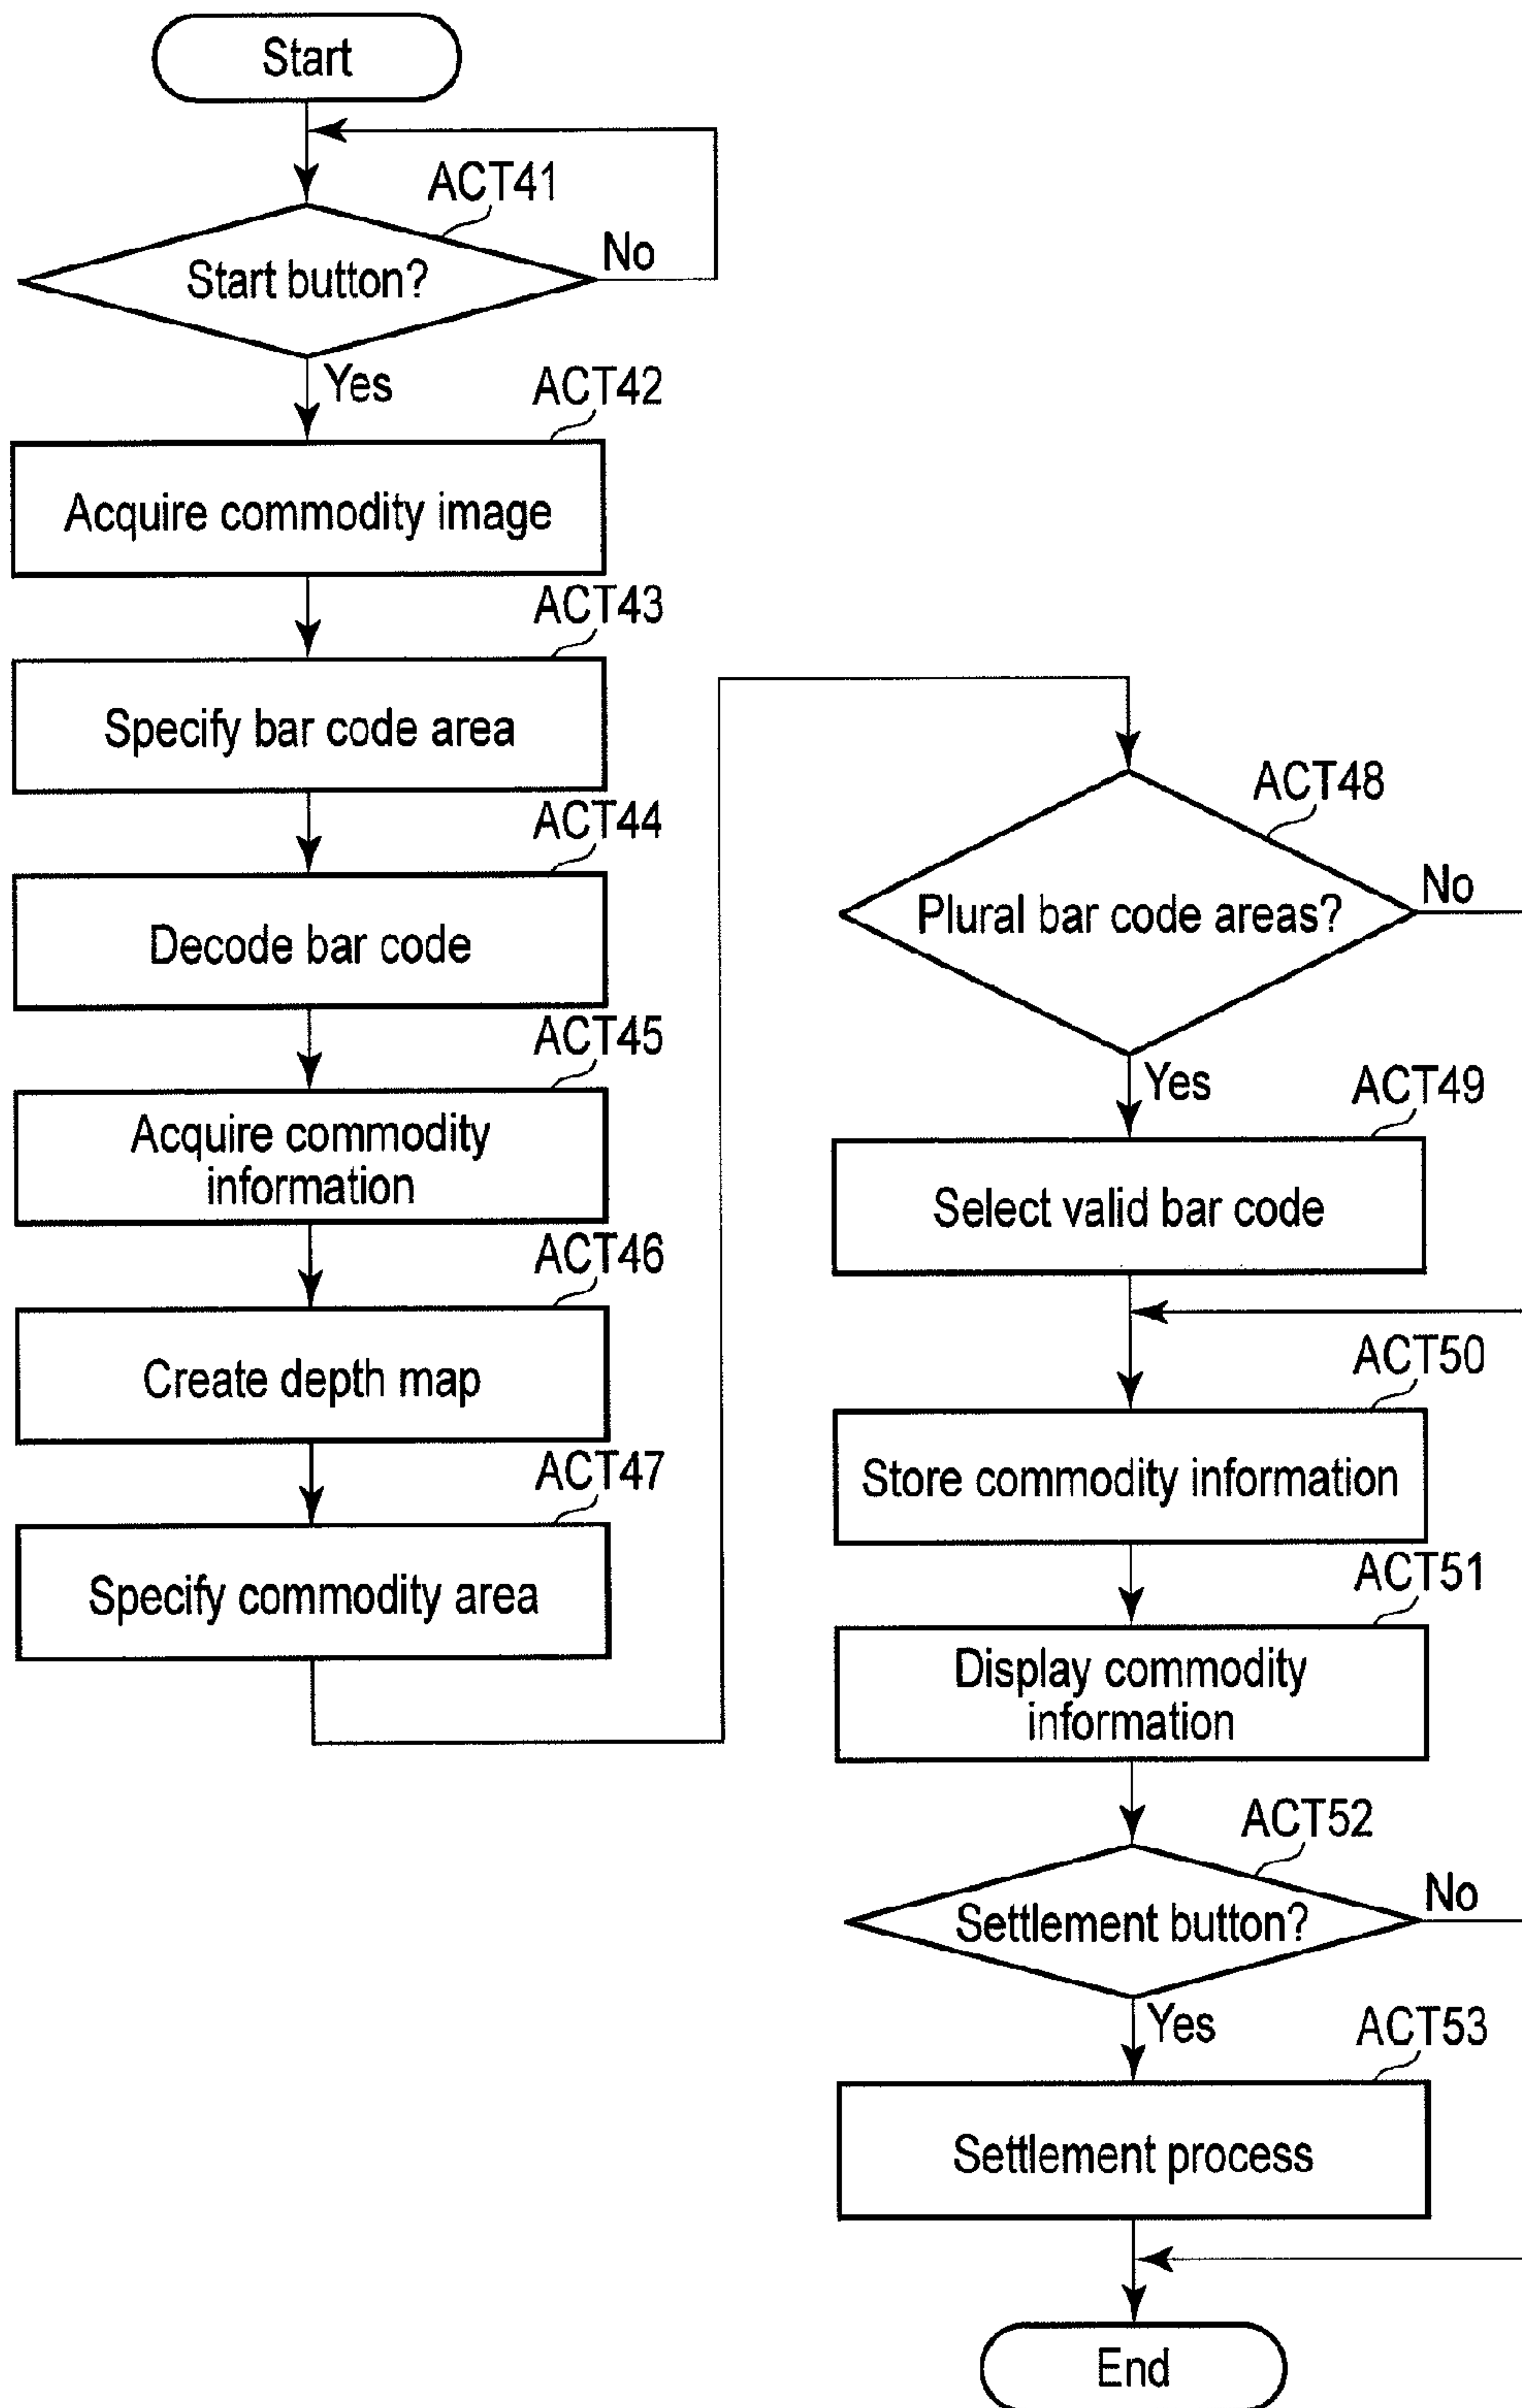 Start
ACT41
Start button?
No
Yes
ACT42
Acquire commodity image
ACT43
Specify bar code area
ACT44
Decode bar code
ACT45
Acquire commodity
information
ACT46
Create depth map
ACT47
Specify commodity area
ACT48
Plural bar code areas?
No
Yes
ACT49
Select valid bar code
ACT50
Store commodity information
ACT51
Display commodity
information
ACT52
Settlement button?
No
Yes
ACT53
Settlement process
End